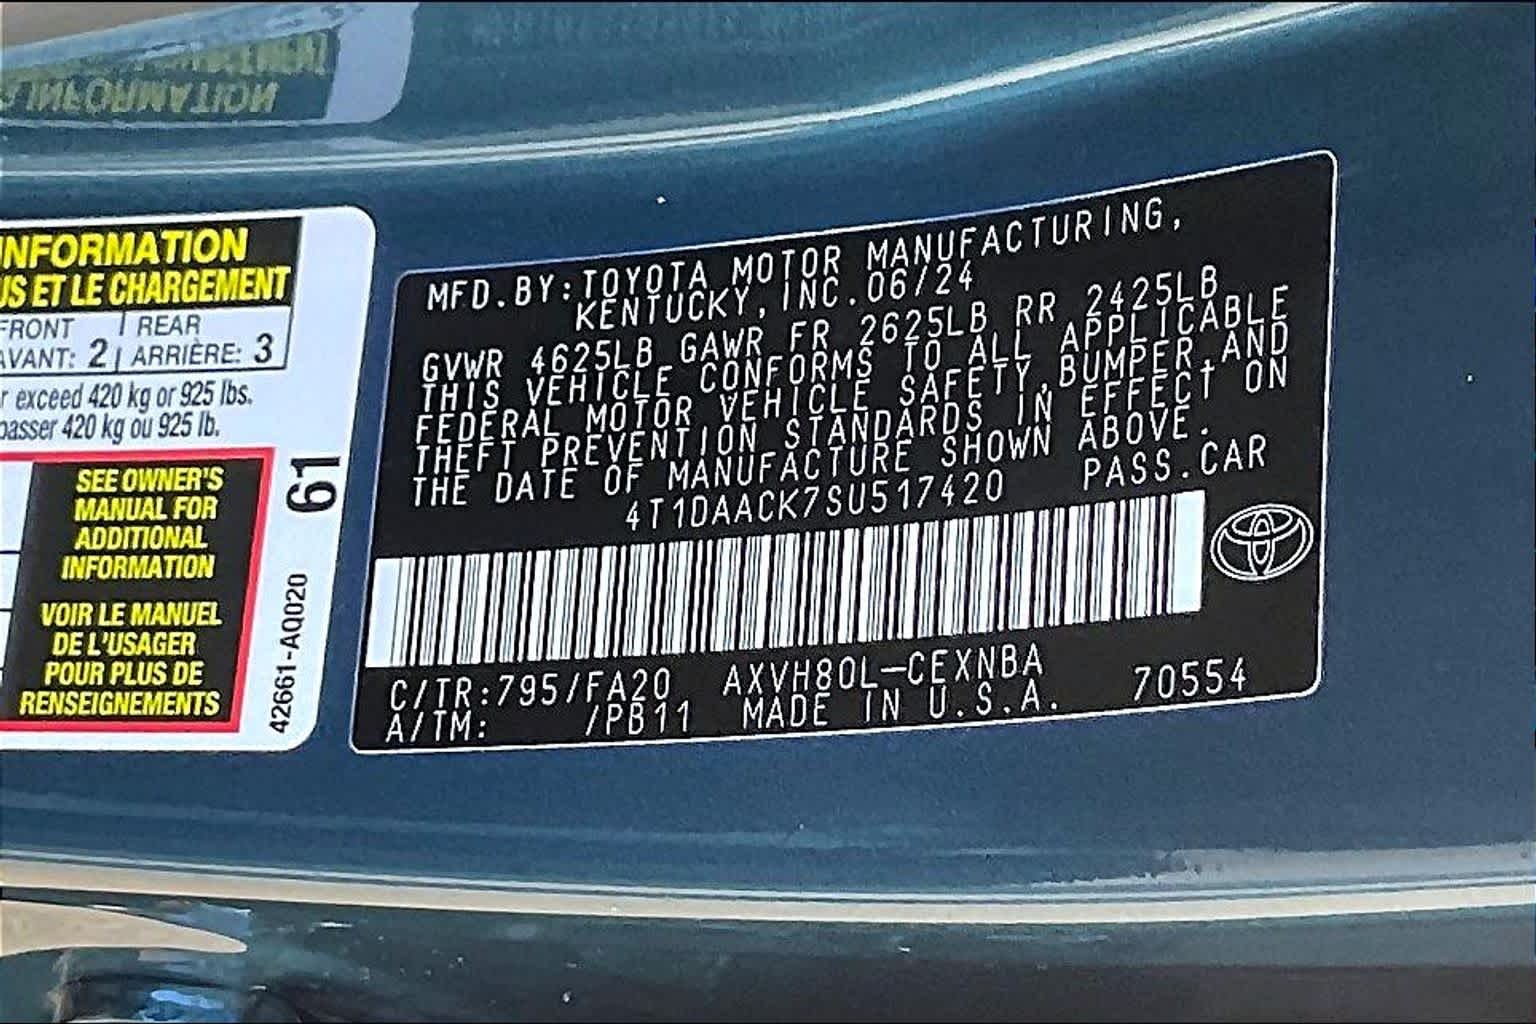 INFORMATION
INFORMATION
US ET LE CHARGEMENT
FRONT | REAR
AVANT: 2 | ARRIÈRE: 3
r exceed 420 kg or 925 lbs.
passer 420 kg ou 925 lb.
SEE OWNER'S
MANUAL FOR
ADDITIONAL
INFORMATION
VOIR LE MANUEL
DE L'USAGER
POUR PLUS DE
RENSEIGNEMENTS
42661-AQ020 61
MFD.BY:TOYOTA MOTOR MANUFACTURING,
KENTUCKY,INC.06/24
GVWR 4625LB GAWR FR 2625LB RR 2425LB
THIS VEHICLE CONFORMS TO ALL APPLICABLE
FEDERAL MOTOR VEHICLE SAFETY,BUMPER,AND
THEFT PREVENTION STANDARDS IN EFFECT ON
THE DATE OF MANUFACTURE SHOWN ABOVE.
4T1DAACK7SU517420 PASS.CAR
C/TR:795/FA20 AXVH80L-CEXNBA
A/TM: /PB11 MADE IN U.S.A. 70554